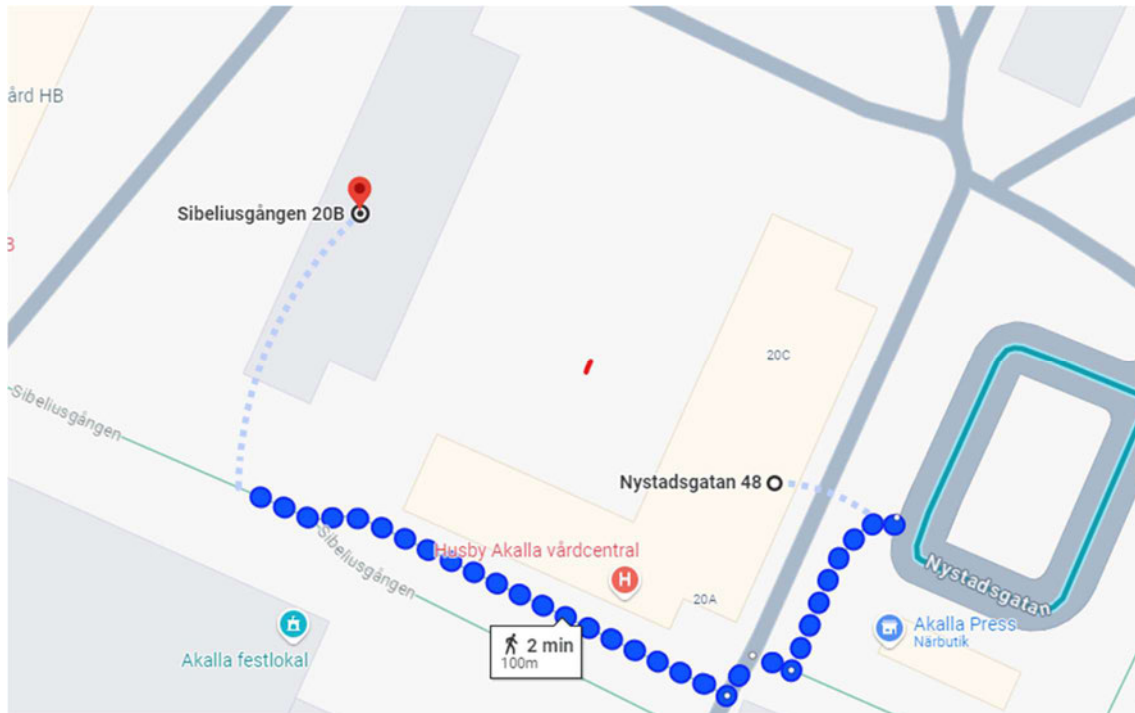 ård HB
Sibeliusgången 20B
B
20C
Sibeliusgången
Nystadsgatan 48
Husby Akalla vårdcentral
H
Sibeliusgången
Nystadsgatan
20A
Akalla Press
Närbutik
2 min
100m
Akalla festlokal